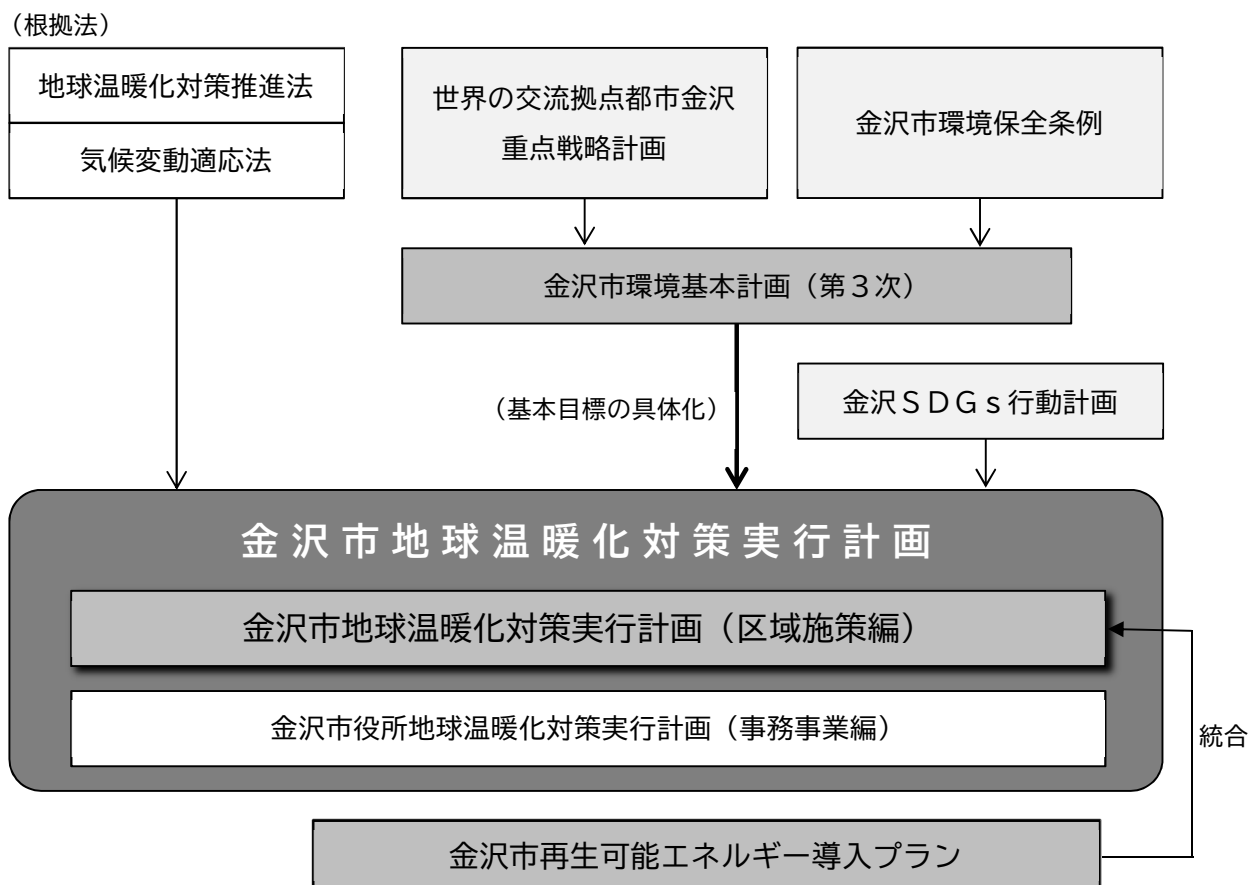 （根拠法）
地球温暖化対策推進法
気候変動適応法
世界の交流拠点都市金沢
重点戦略計画
金沢市環境保全条例
金沢市環境基本計画（第３次）
（基本目標の具体化）
金沢ＳＤＧｓ行動計画
金沢市地球温暖化対策実行計画
金沢市地球温暖化対策実行計画（区域施策編）
金沢市役所地球温暖化対策実行計画（事務事業編）
統合
金沢市再生可能エネルギー導入プラン